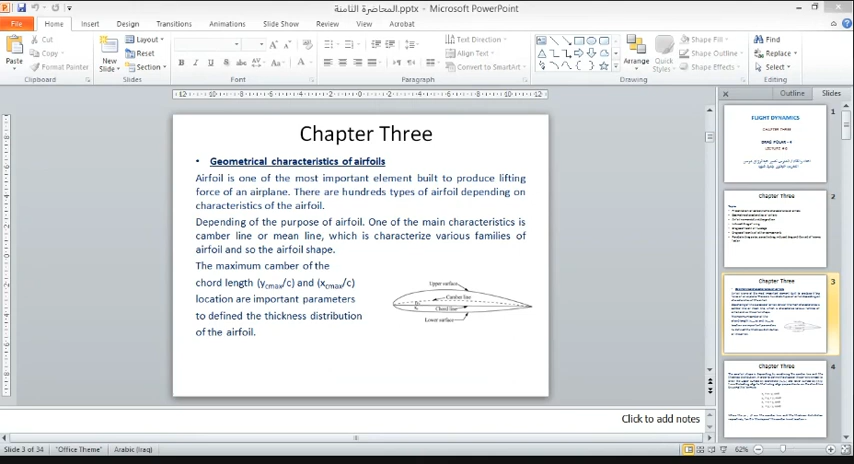 المحاضرة الثامنة.pptx - Microsoft PowerPoint
File
Home
Insert
Design
Transitions
Animations
Slide Show
Review
View
Acrobat
Paste
Cut
Copy
Format Painter
Clipboard
New Slide
Layout
Reset
Section
Slides
Font
Paragraph
Text Direction
Align Text
Convert to SmartArt
Arrange
Quick Styles
Shape Fill
Shape Outline
Shape Effects
Drawing
Find
Replace
Select
Editing
Chapter Three
• Geometrical characteristics of airfoils
Airfoil is one of the most important element built to produce lifting
force of an airplane. There are hundreds types of airfoil depending on
characteristics of the airfoil.
Depending of the purpose of airfoil. One of the main characteristics is
camber line or mean line, which is characterize various families of
airfoil and so the airfoil shape.
The maximum camber of the
chord length (ycmax/c) and (xcmax/c)
location are important parameters
to defined the thickness distribution
of the airfoil.
Upper surface
Camber line
Chord line
Lower surface
Outline
Slides
1
FLIGHT DYNAMICS
CHAPTER THREE
2
Chapter Three
3
Chapter Three
4
Chapter Three
Click to add notes
Slide 3 of 34
"Office Theme"
Arabic (Iraq)
62%